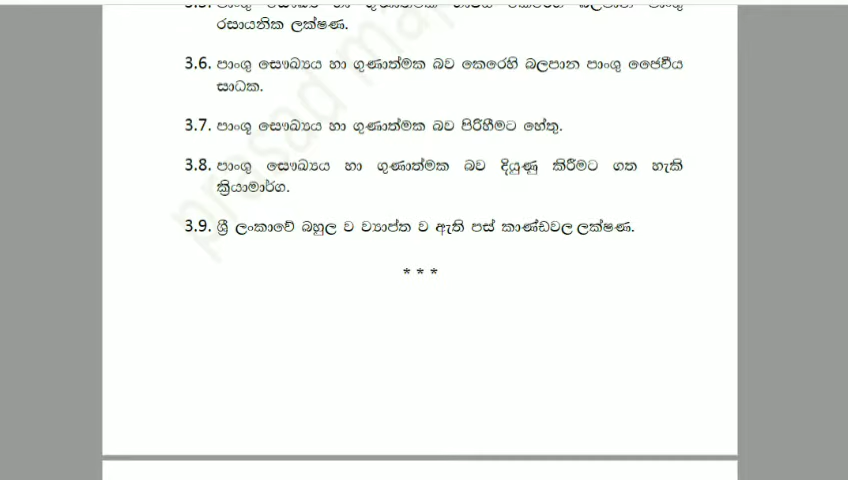 රසායනික ලක්ෂණ.
3.6. පාංශු සෞඛ්‍යය හා ගුණාත්මක බව කෙරෙහි බලපාන පාංශු ජෛවීය
සාධක.
3.7. පාංශු සෞඛ්‍යය හා ගුණාත්මක බව පිරිහීමට හේතු.
3.8. පාංශු සෞඛ්‍යය හා ගුණාත්මක බව දියුණු කිරීමට ගත හැකි
ක්‍රියාමාර්ග.
3.9. ශ්‍රී ලංකාවේ බහුල ව ව්‍යාප්ත ව ඇති පස් කාණ්ඩවල ලක්ෂණ.
* * *
prasad